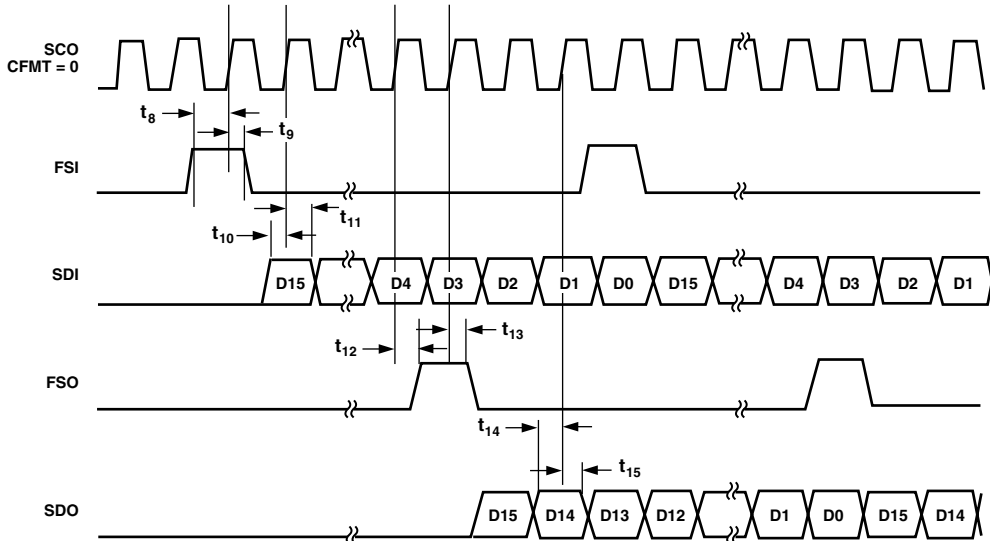 SCO
CFMT = 0
t8
t9
FSI
t10
t11
SDI
D15 D4 D3 D2 D1 D0 D15 D4 D3 D2 D1
t12
t13
FSO
t14
t15
SDO
D15 D14 D13 D12 D1 D0 D15 D14